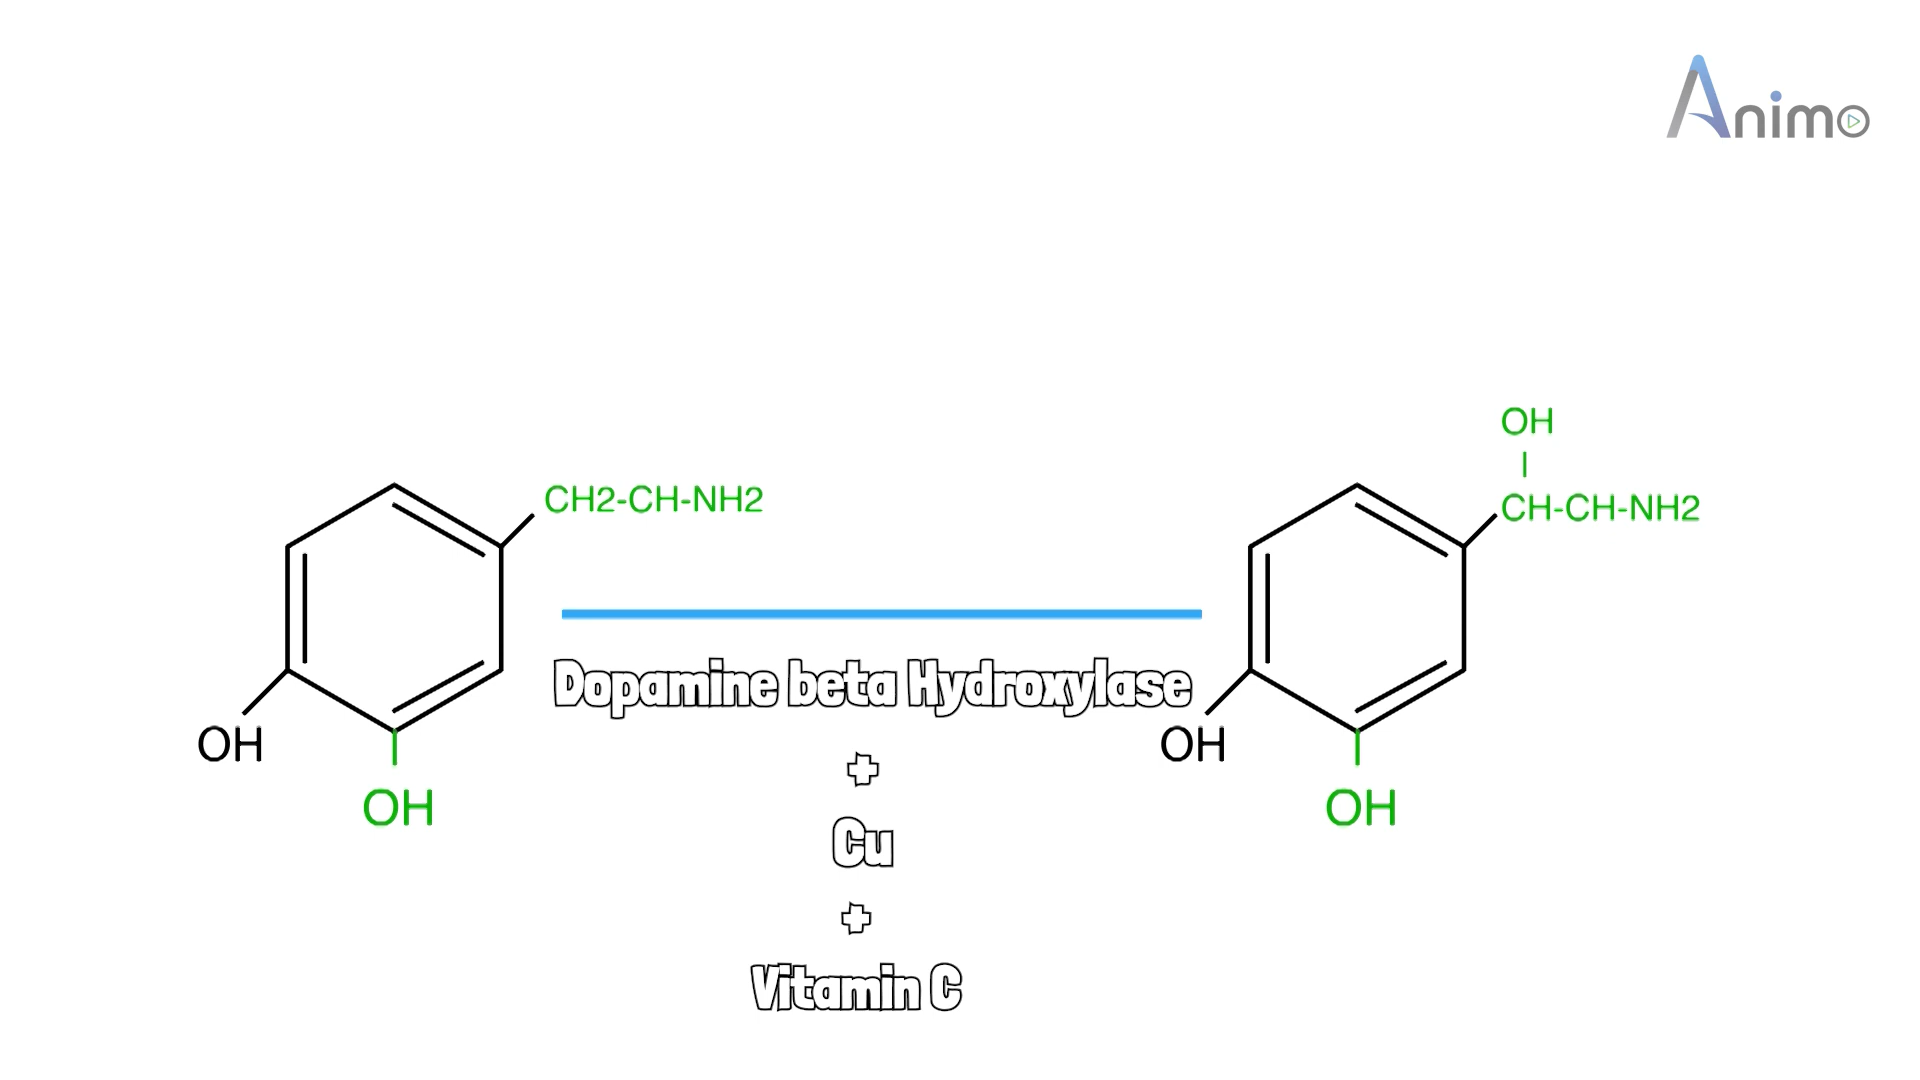 Animo
OH
CH2-CH-NH2
CH-CH-NH2
Dopamine beta Hydroxylase
OH
OH
OH
OH
+
Cu
+
Vitamin C